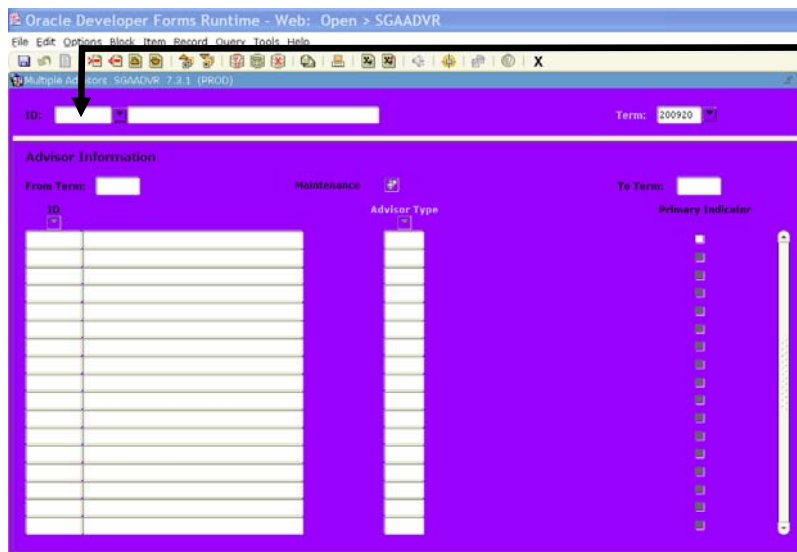 Oracle Developer Forms Runtime - Web: Open > SGAADVR
File Edit Options Block Item Record Query Tools Help
X
Multiple Advisors SGAADVR 7.3.1 (PROD)
ID: Term: 200920
Advisor Information
From Term: Maintenance To Term:
ID Advisor Type Primary Indicator